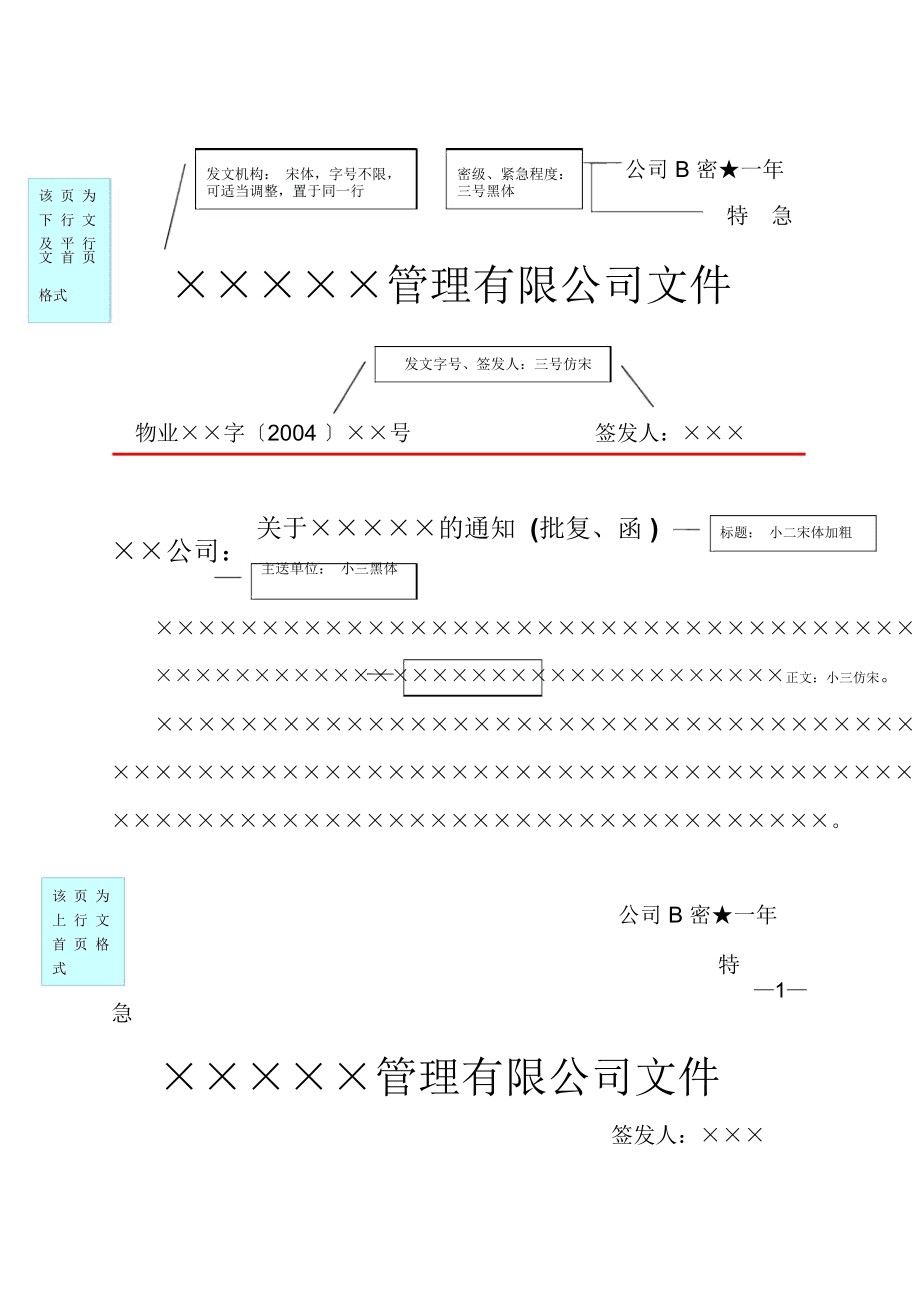 发文机构： 宋体，字号不限，
可适当调整，置于同一行
密级、紧急程度：
三号黑体
公司 B 密★一年
特 急
该 页 为
下 行 文
及 平 行
文 首 页
格式
×××××管理有限公司文件
发文字号、签发人：三号仿宋
物业××字〔2004 〕××号
签发人：×××
关于×××××的通知 (批复、函 )
标题： 小二宋体加粗
××公司：
主送单位： 小三黑体
××××××××××××××××××××××××××××××××××××
××××××××××××××××××××××××××××××正文：小三仿宋。
××××××××××××××××××××××××××××××××××××
××××××××××××××××××××××××××××××××××××××
××××××××××××××××××××××××××××××××××。
该 页 为
上 行 文
首 页 格
式
公司 B 密★一年
特
—1—
急
×××××管理有限公司文件
签发人：×××